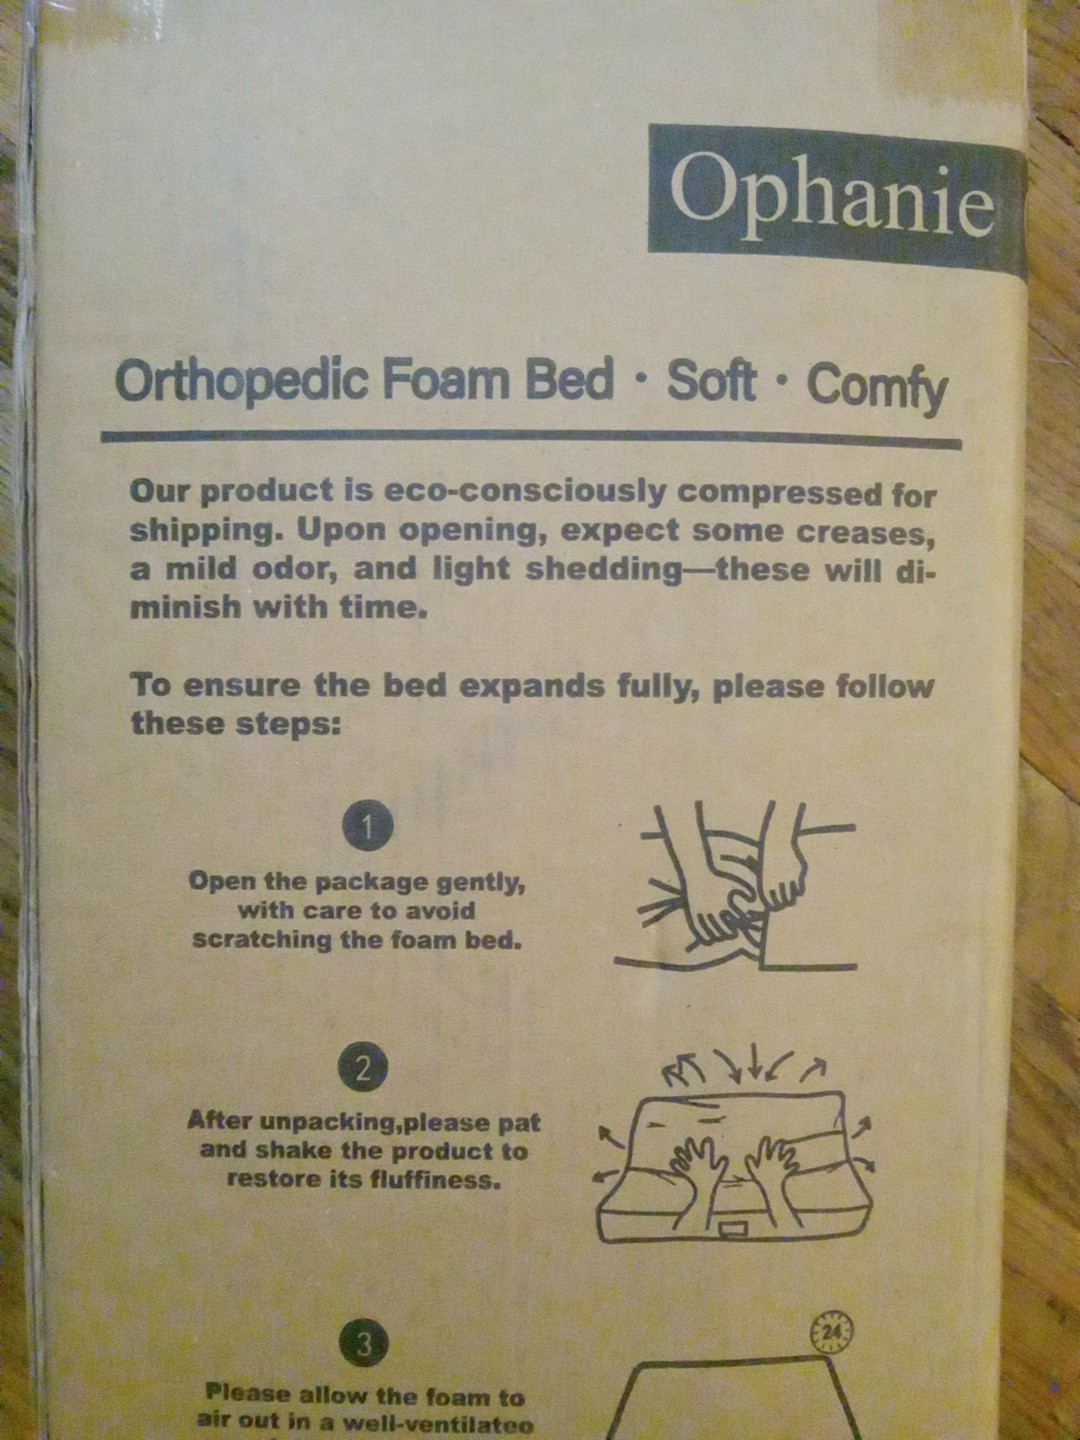 Ophanie
Orthopedic Foam Bed · Soft · Comfy
Our product is eco-consciously compressed for
shipping. Upon opening, expect some creases,
a mild odor, and light shedding—these will di-
minish with time.
To ensure the bed expands fully, please follow
these steps:
1
Open the package gently,
with care to avoid
scratching the foam bed.
2
After unpacking,please pat
and shake the product to
restore its fluffiness.
3
24
Please allow the foam to
air out in a well-ventilated